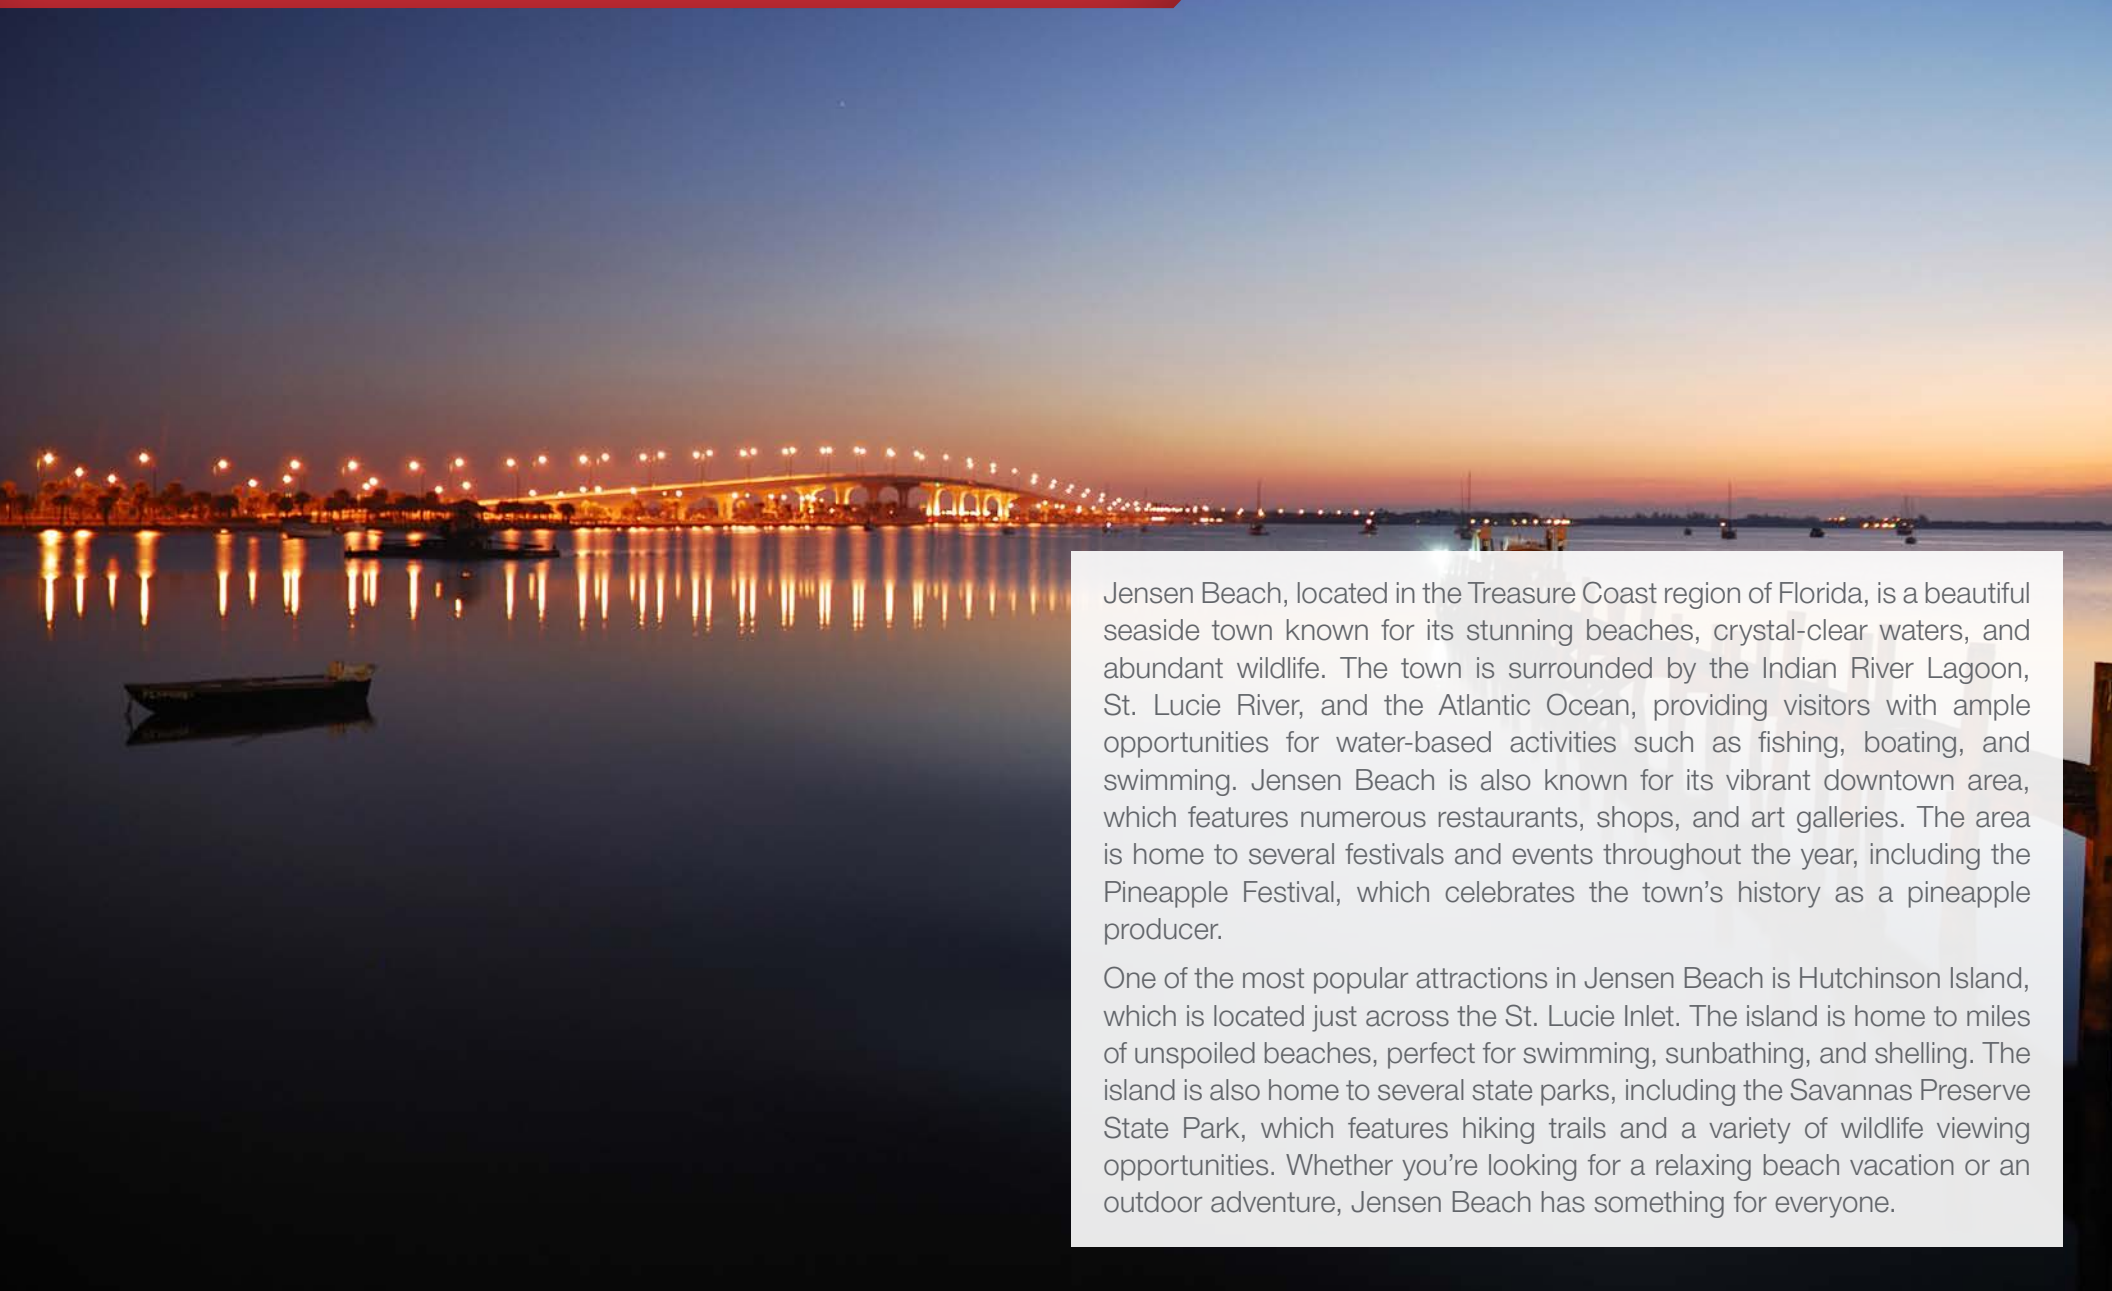 Jensen Beach, located in the Treasure Coast region of Florida, is a beautiful
seaside town known for its stunning beaches, crystal-clear waters, and
abundant wildlife. The town is surrounded by the Indian River Lagoon,
St. Lucie River, and the Atlantic Ocean, providing visitors with ample
opportunities for water-based activities such as fishing, boating, and
swimming. Jensen Beach is also known for its vibrant downtown area,
which features numerous restaurants, shops, and art galleries. The area
is home to several festivals and events throughout the year, including the
Pineapple Festival, which celebrates the town’s history as a pineapple
producer.
One of the most popular attractions in Jensen Beach is Hutchinson Island,
which is located just across the St. Lucie Inlet. The island is home to miles
of unspoiled beaches, perfect for swimming, sunbathing, and shelling. The
island is also home to several state parks, including the Savannas Preserve
State Park, which features hiking trails and a variety of wildlife viewing
opportunities. Whether you’re looking for a relaxing beach vacation or an
outdoor adventure, Jensen Beach has something for everyone.